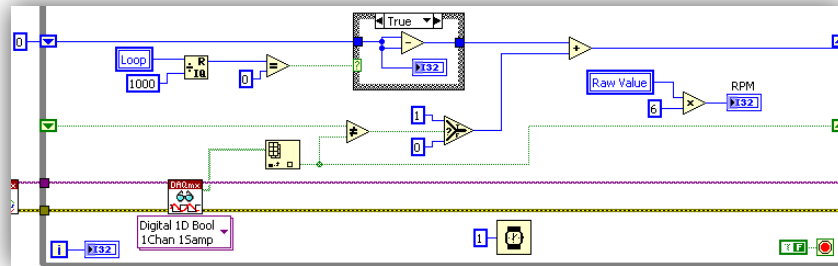 True
0
Loop
R
IQ
1000
0
=
?
-
I32
+
Raw Value
RPM
6
×
I32
1
0
≠
?
DAQmx
Digital 1D Bool
1Chan 1Samp
i
I32
1
T F